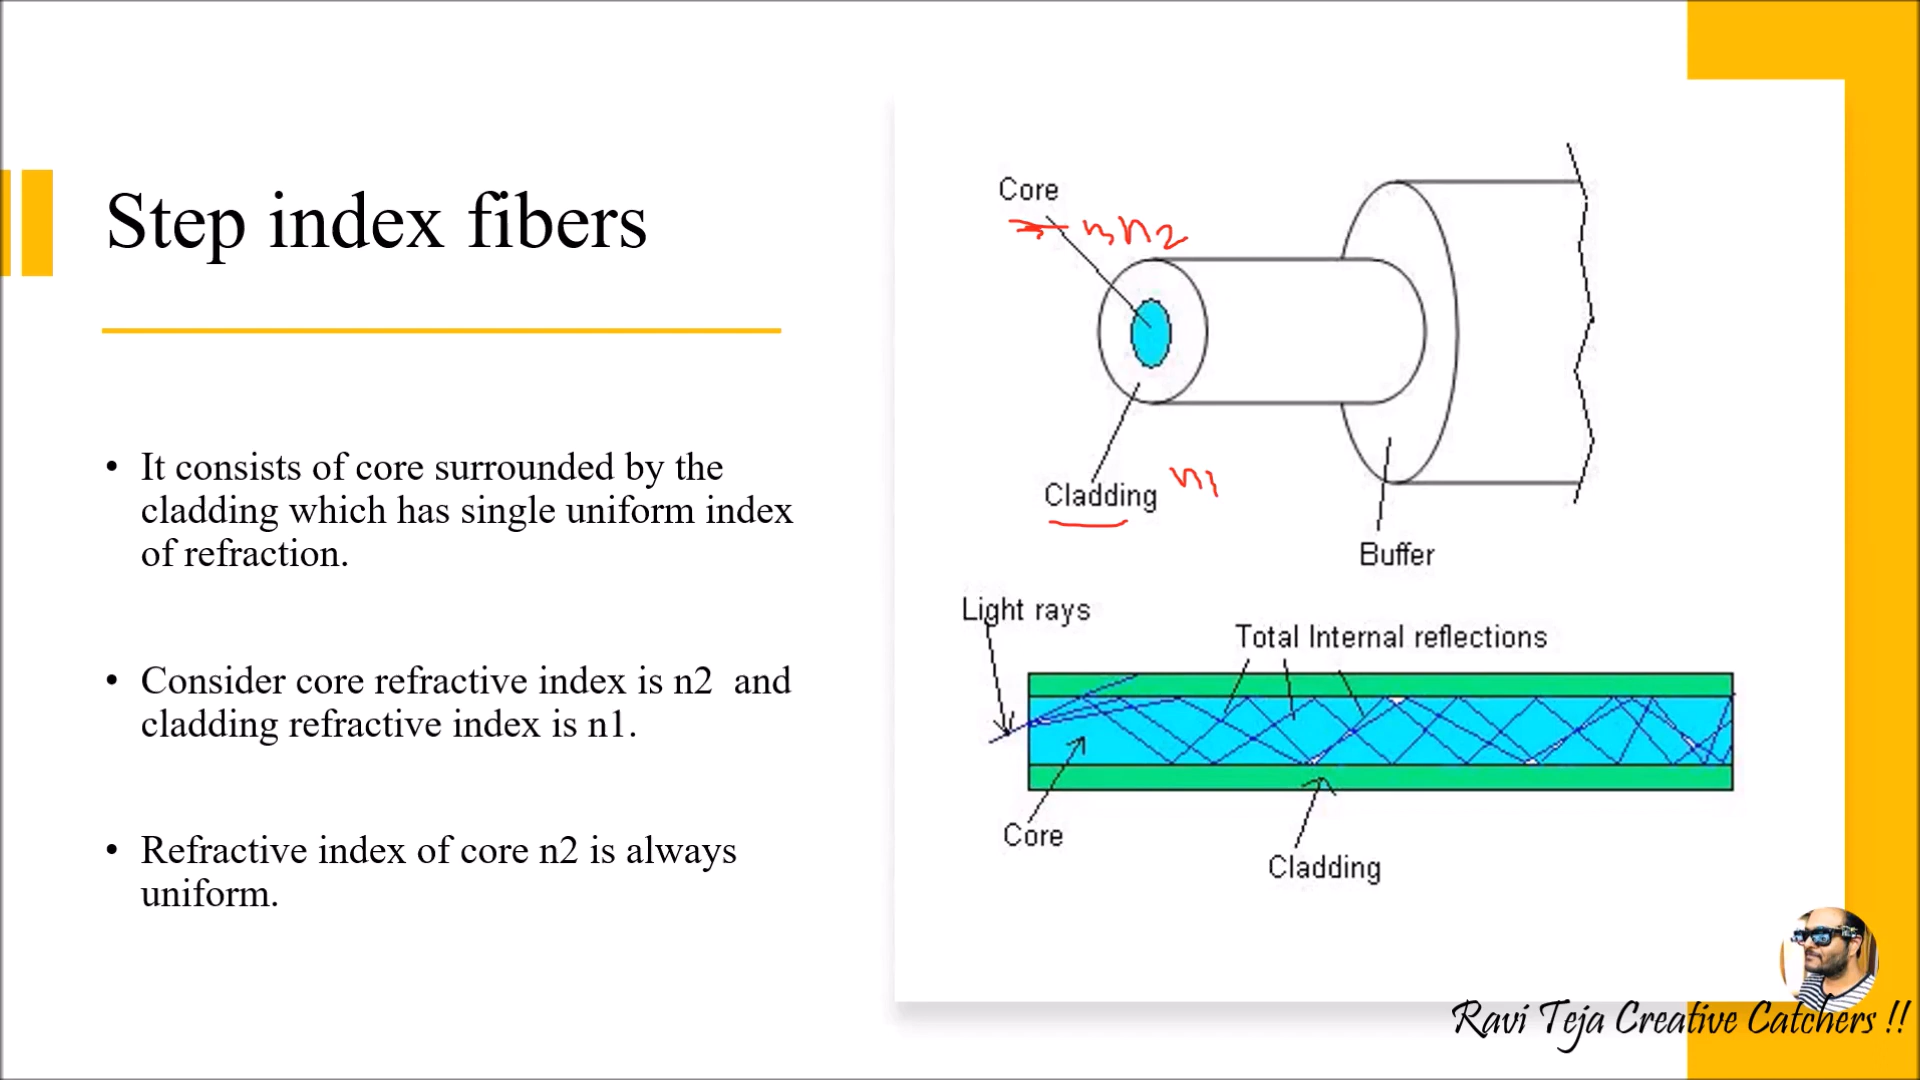 Step index fibers
• It consists of core surrounded by the
cladding which has single uniform index
of refraction.
• Consider core refractive index is n2 and
cladding refractive index is n1.
• Refractive index of core n2 is always
uniform.
Core
n2
Cladding
n1
Buffer
Light rays
Total Internal reflections
Core
Cladding
Ravi Teja Creative Catchers !!